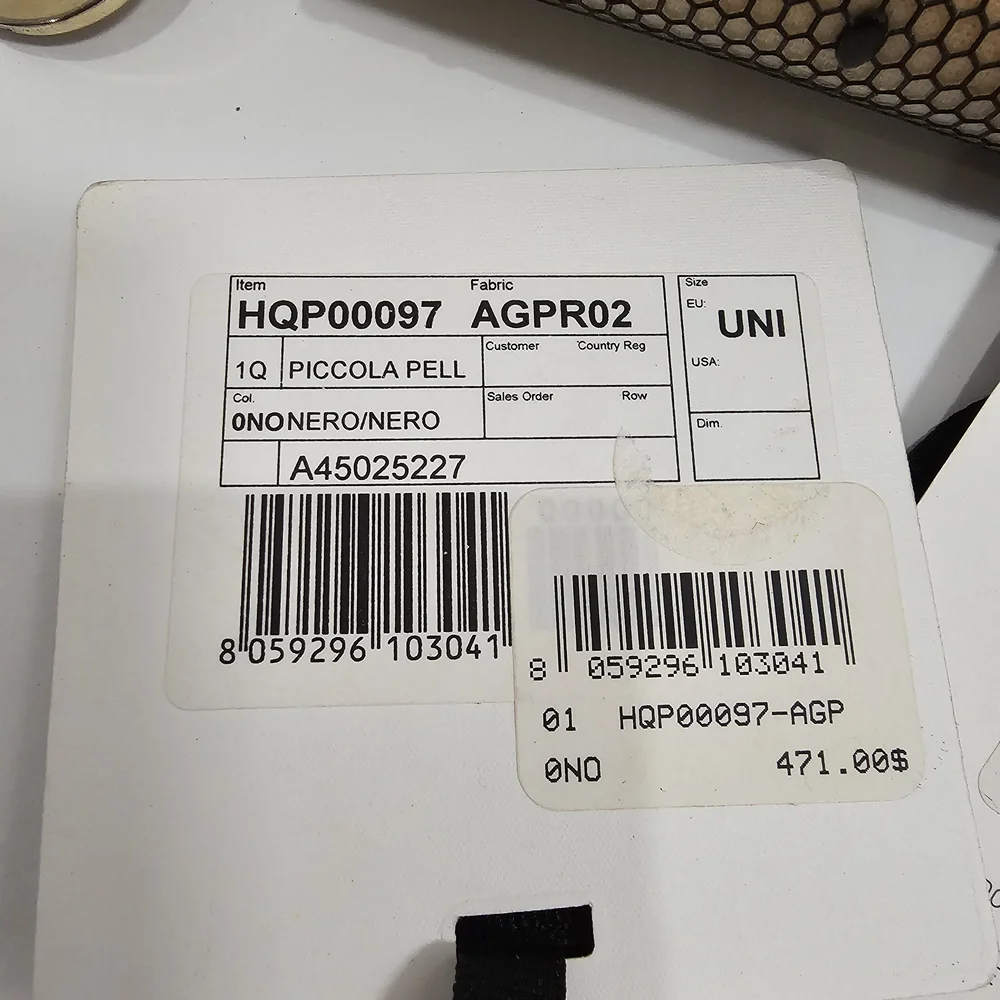 Item Fabric
HQP00097 AGPR02
1Q PICCOLA PELL
Customer Country Reg
Col.
0NO NERO/NERO
Sales Order Row
A45025227
Size
EU: UNI
USA:
Dim.
8 059296 103041
8 059296 103041
01 HQP00097-AGP
0NO 471.00$